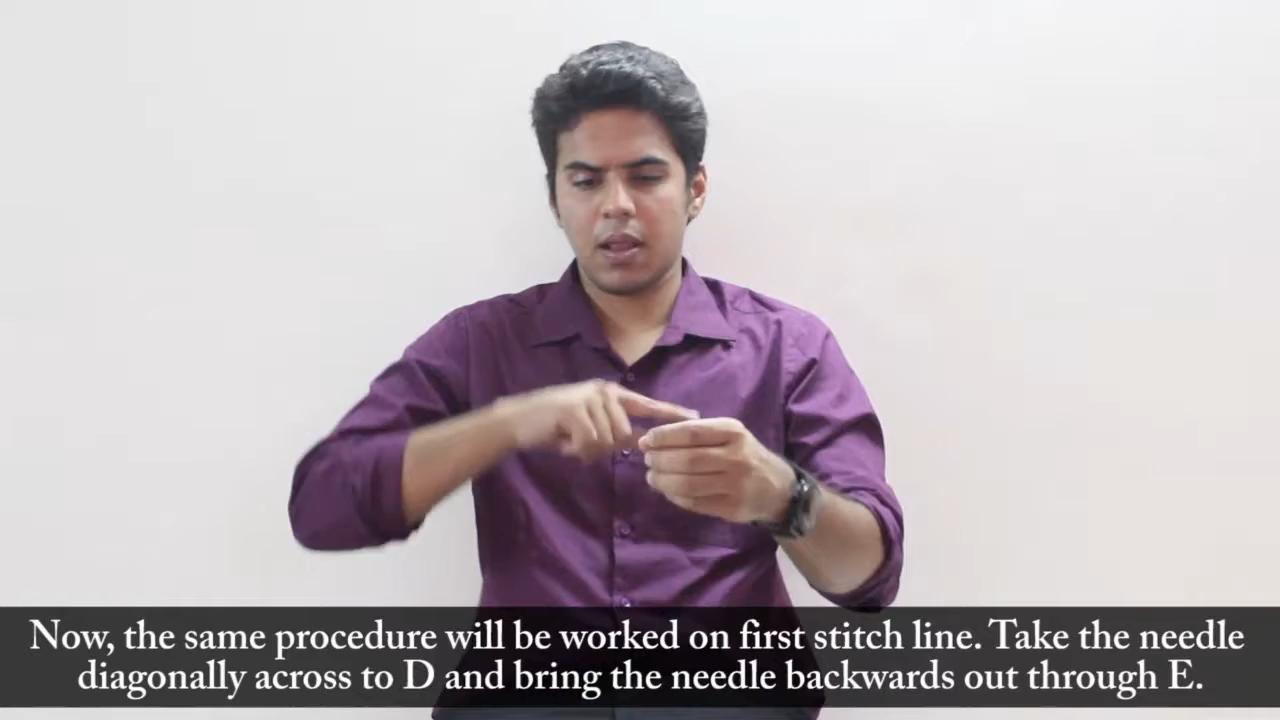 Now, the same procedure will be worked on first stitch line. Take the needle
diagonally across to D and bring the needle backwards out through E.